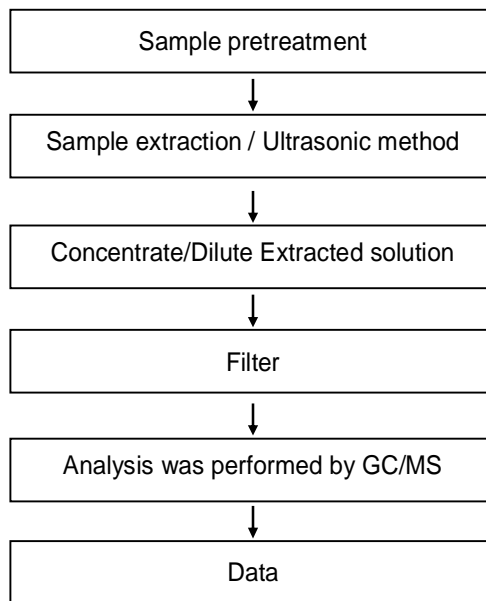 Sample pretreatment
Sample extraction / Ultrasonic method
Concentrate/Dilute Extracted solution
Filter
Analysis was performed by GC/MS
Data